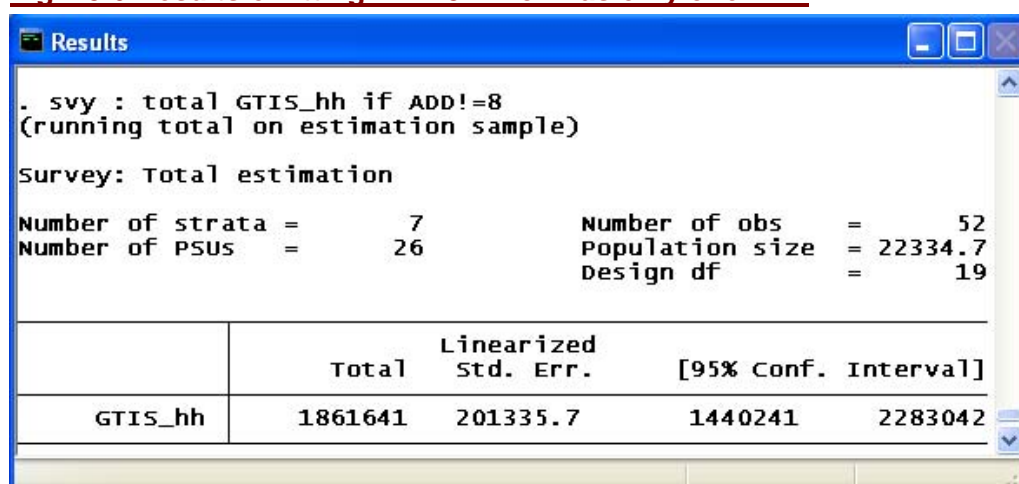 Results
. svy : total GTIS_hh if ADD!=8
(running total on estimation sample)
Survey: Total estimation
Number of strata = 7 Number of obs = 52
Number of PSUs = 26 Population size = 22334.7
Design df = 19
Linearized
Total Std. Err. [95% Conf. Interval]
GTIS_hh 1861641 201335.7 1440241 2283042